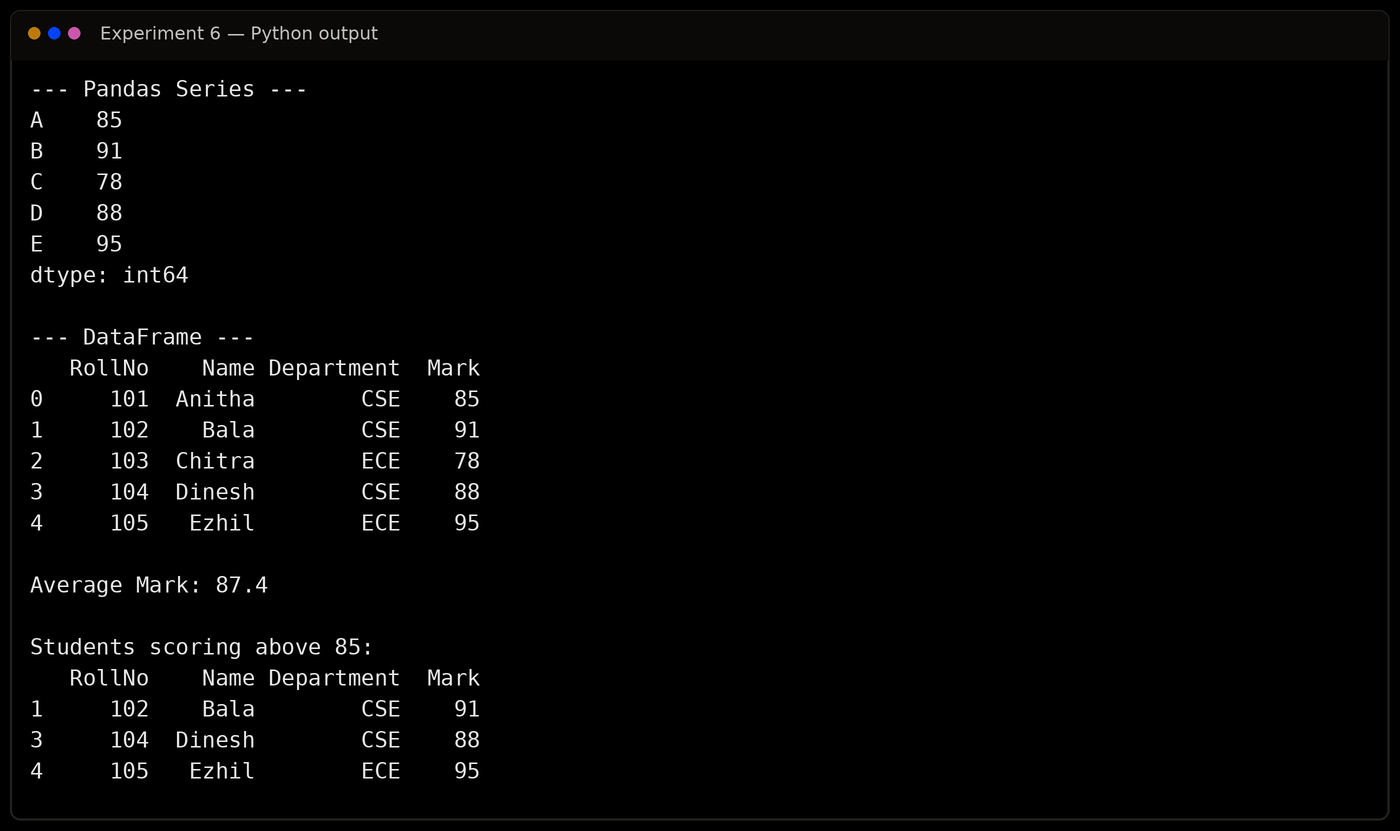 Experiment 6 — Python output
--- Pandas Series ---
A    85
B    91
C    78
D    88
E    95
dtype: int64
--- DataFrame ---
   RollNo    Name Department  Mark
0     101  Anitha        CSE    85
1     102    Bala        CSE    91
2     103  Chitra        ECE    78
3     104  Dinesh        CSE    88
4     105   Ezhil        ECE    95
Average Mark: 87.4
Students scoring above 85:
   RollNo    Name Department  Mark
1     102    Bala        CSE    91
3     104  Dinesh        CSE    88
4     105   Ezhil        ECE    95